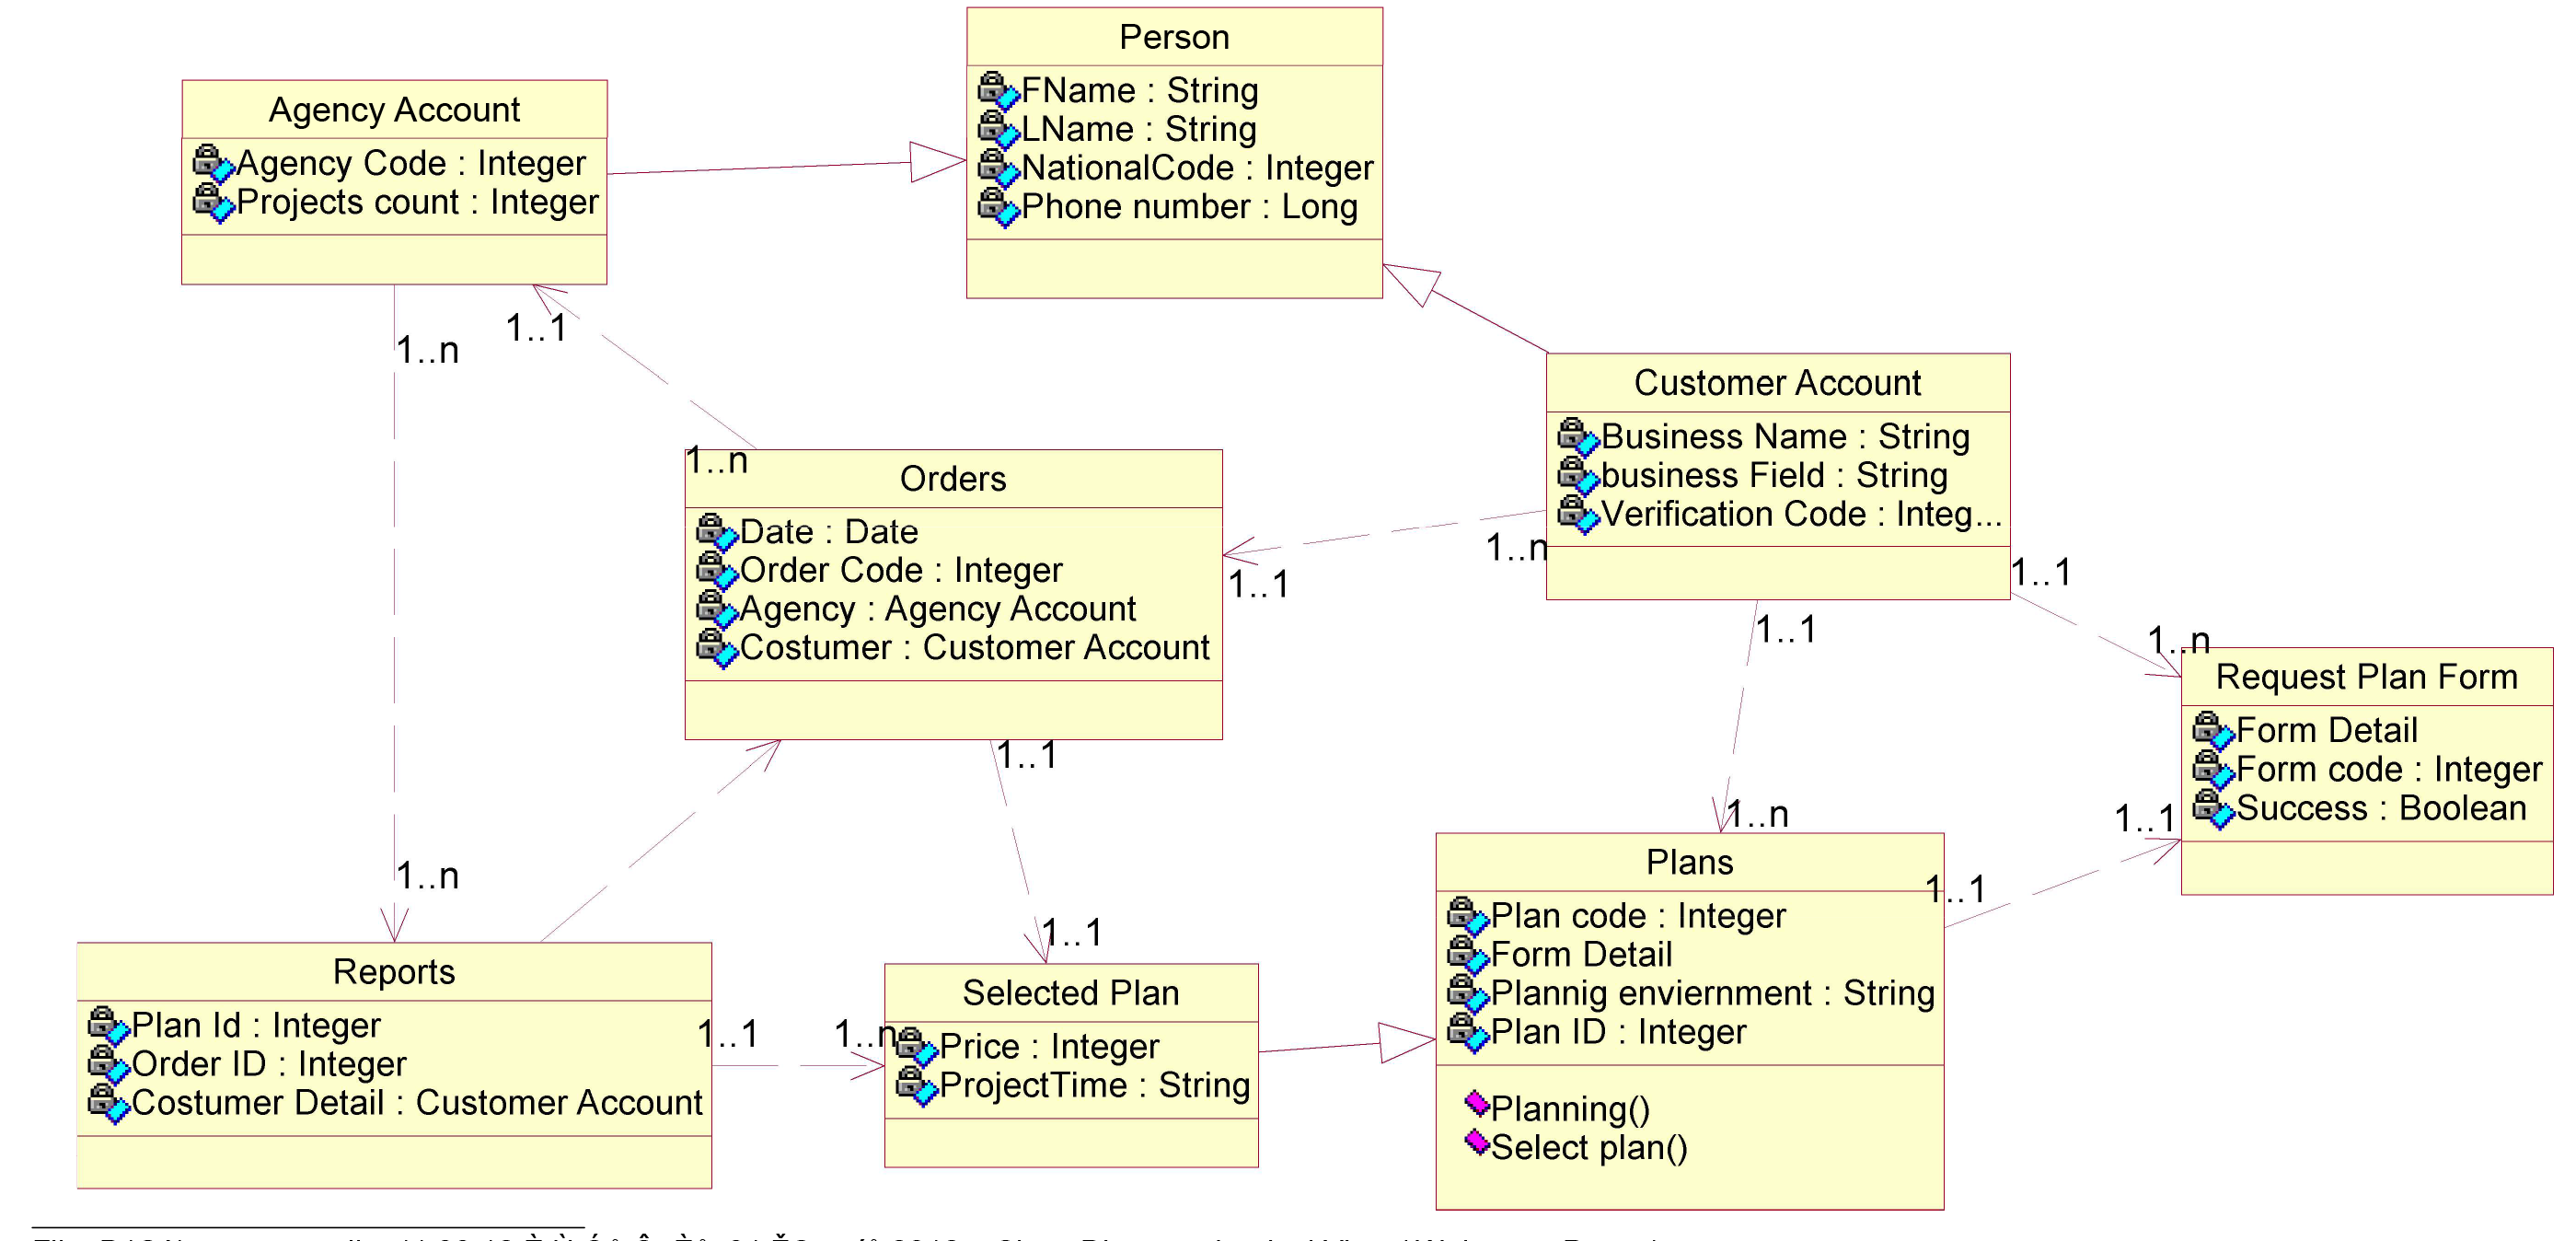 Person
FName : String
LName : String
NationalCode : Integer
Phone number : Long
Agency Account
Agency Code : Integer
Projects count : Integer
1..n
1..1
Customer Account
Business Name : String
business Field : String
Verification Code : Integ...
1..n
Orders
Date : Date
Order Code : Integer
Agency : Agency Account
Costumer : Customer Account
1..n
1..1
1..1
1..1
1..n
Request Plan Form
Form Detail
Form code : Integer
Success : Boolean
1..1
1..n
1..1
1..1
Plans
Plan code : Integer
Form Detail
Plannig enviernment : String
Plan ID : Integer
Planning()
Select plan()
1..n
1..1
Reports
Plan Id : Integer
Order ID : Integer
Costumer Detail : Customer Account
1..1
1..n
Selected Plan
Price : Integer
ProjectTime : String